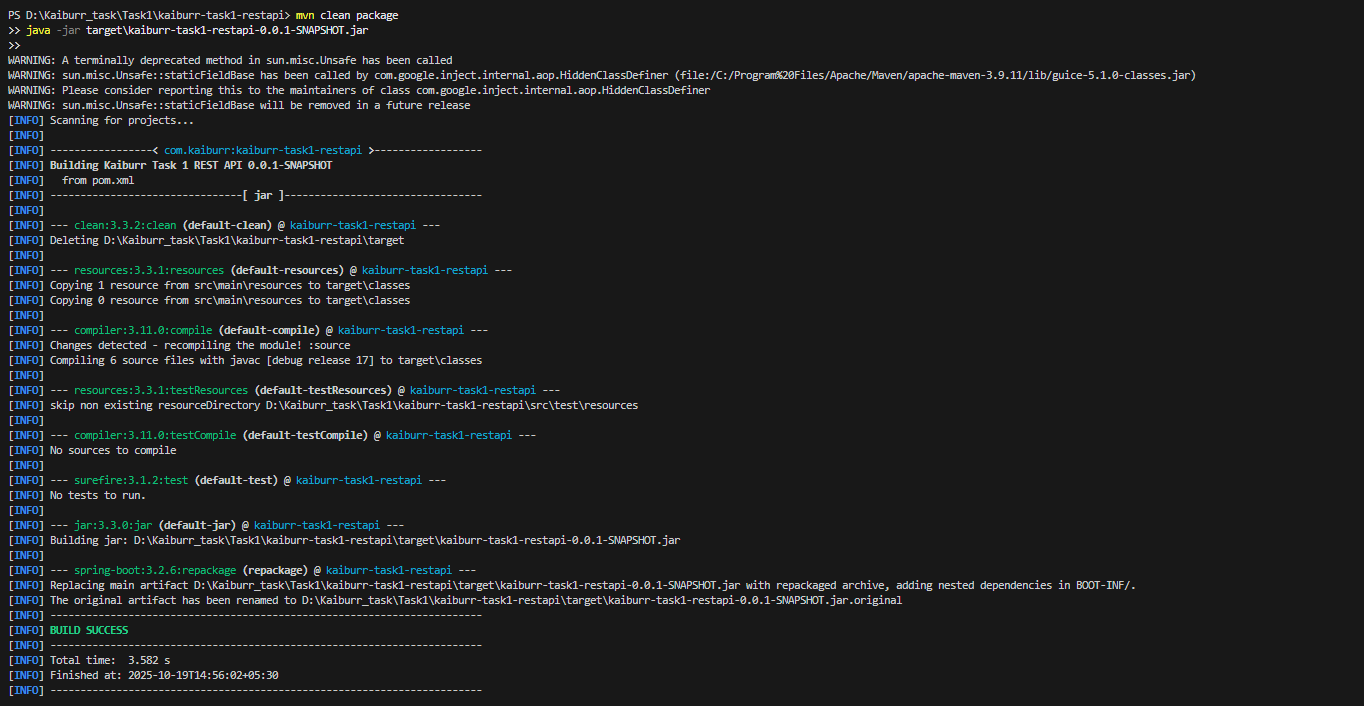 PS D:\Kaiburr_task\Task1\kaiburr-task1-restapi> mvn clean package
>> java -jar target\kaiburr-task1-restapi-0.0.1-SNAPSHOT.jar
>>
WARNING: A terminally deprecated method in sun.misc.Unsafe has been called
WARNING: sun.misc.Unsafe::staticFieldBase has been called by com.google.inject.internal.aop.HiddenClassDefiner (file:/C:/Program%20Files/Apache/Maven/apache-maven-3.9.11/lib/guice-5.1.0-classes.jar)
WARNING: Please consider reporting this to the maintainers of class com.google.inject.internal.aop.HiddenClassDefiner
WARNING: sun.misc.Unsafe::staticFieldBase will be removed in a future release
[INFO] Scanning for projects...
[INFO]
[INFO] -----------------< com.kaiburr:kaiburr-task1-restapi >------------------
[INFO] Building Kaiburr Task 1 REST API 0.0.1-SNAPSHOT
[INFO]   from pom.xml
[INFO] --------------------------------[ jar ]---------------------------------
[INFO]
[INFO] --- clean:3.3.2:clean (default-clean) @ kaiburr-task1-restapi ---
[INFO] Deleting D:\Kaiburr_task\Task1\kaiburr-task1-restapi\target
[INFO]
[INFO] --- resources:3.3.1:resources (default-resources) @ kaiburr-task1-restapi ---
[INFO] Copying 1 resource from src\main\resources to target\classes
[INFO] Copying 0 resource from src\main\resources to target\classes
[INFO]
[INFO] --- compiler:3.11.0:compile (default-compile) @ kaiburr-task1-restapi ---
[INFO] Changes detected - recompiling the module! :source
[INFO] Compiling 6 source files with javac [debug release 17] to target\classes
[INFO]
[INFO] --- resources:3.3.1:testResources (default-testResources) @ kaiburr-task1-restapi ---
[INFO] skip non existing resourceDirectory D:\Kaiburr_task\Task1\kaiburr-task1-restapi\src\test\resources
[INFO]
[INFO] --- compiler:3.11.0:testCompile (default-testCompile) @ kaiburr-task1-restapi ---
[INFO] No sources to compile
[INFO]
[INFO] --- surefire:3.1.2:test (default-test) @ kaiburr-task1-restapi ---
[INFO] No tests to run.
[INFO]
[INFO] --- jar:3.3.0:jar (default-jar) @ kaiburr-task1-restapi ---
[INFO] Building jar: D:\Kaiburr_task\Task1\kaiburr-task1-restapi\target\kaiburr-task1-restapi-0.0.1-SNAPSHOT.jar
[INFO]
[INFO] --- spring-boot:3.2.6:repackage (repackage) @ kaiburr-task1-restapi ---
[INFO] Replacing main artifact D:\Kaiburr_task\Task1\kaiburr-task1-restapi\target\kaiburr-task1-restapi-0.0.1-SNAPSHOT.jar with repackaged archive, adding nested dependencies in BOOT-INF/.
[INFO] The original artifact has been renamed to D:\Kaiburr_task\Task1\kaiburr-task1-restapi\target\kaiburr-task1-restapi-0.0.1-SNAPSHOT.jar.original
[INFO] ------------------------------------------------------------------------
[INFO] BUILD SUCCESS
[INFO] ------------------------------------------------------------------------
[INFO] Total time:  3.582 s
[INFO] Finished at: 2025-10-19T14:56:02+05:30
[INFO] ------------------------------------------------------------------------